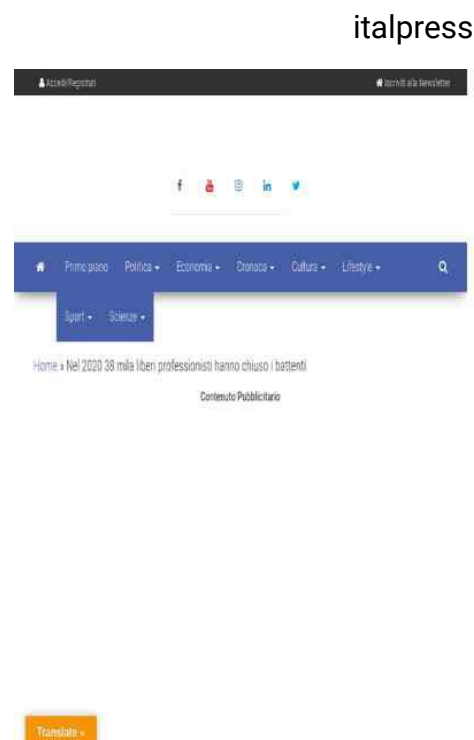 italpress
Accedi/Registrati
Iscriviti alla Newsletter
Primo piano Politica Economia Cronaca Cultura Lifestyle
Sport Scienze
Home » Nel 2020 38 mila liberi professionisti hanno chiuso i battenti
Contenuto Pubblicitario
Translate »